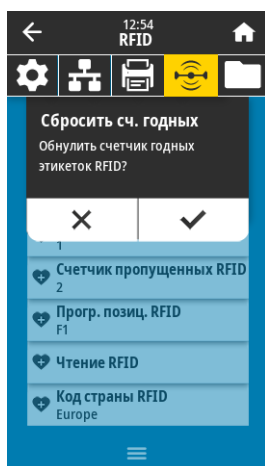 12:54
RFID
Сбросить сч. годных
Обнулить счетчик годных
этикеток RFID?
1
Счетчик пропущенных RFID
2
Прогр. позиц. RFID
F1
Чтение RFID
Код страны RFID
Europe